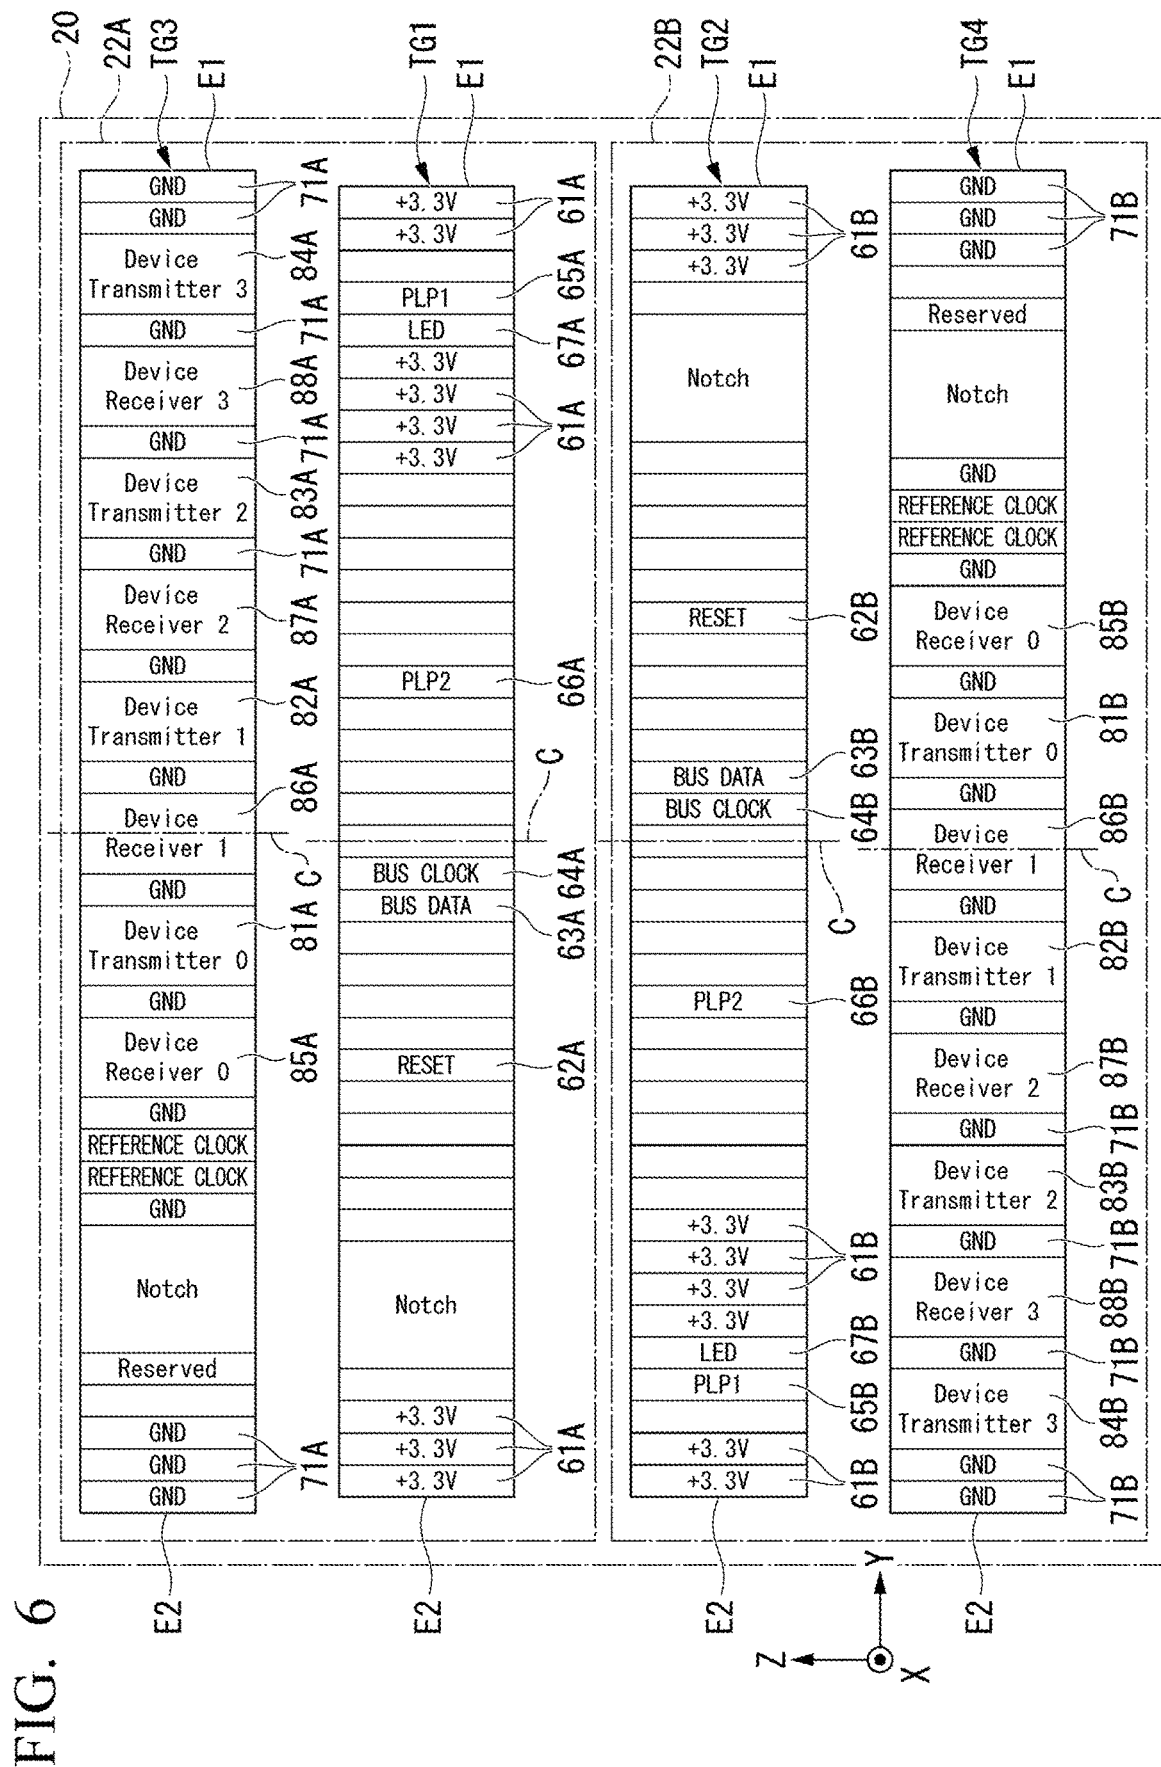 FIG. 6
20
22A
TG3
E1
GND
GND
71A
Device
Transmitter 3
84A
GND
71A
Device
Receiver 3
88A
GND
71A
Device
Transmitter 2
83A
GND
71A
Device
Receiver 2
87A
GND
Device
Transmitter 1
82A
GND
Device
Receiver 1
86A
C
GND
Device
Transmitter 0
81A
GND
Device
Receiver 0
85A
GND
REFERENCE CLOCK
REFERENCE CLOCK
GND
Notch
Reserved
GND
GND
GND
71A
E2
TG1
E1
+3.3V
+3.3V
61A
PLP1
65A
LED
67A
+3.3V
+3.3V
+3.3V
+3.3V
61A
PLP2
66A
C
BUS CLOCK
64A
BUS DATA
63A
RESET
62A
Notch
+3.3V
+3.3V
+3.3V
61A
E2
22B
TG2
E1
+3.3V
+3.3V
+3.3V
61B
Notch
RESET
62B
BUS DATA
63B
BUS CLOCK
64B
C
PLP2
66B
+3.3V
+3.3V
+3.3V
+3.3V
61B
LED
67B
PLP1
65B
+3.3V
+3.3V
61B
E2
TG4
E1
GND
GND
GND
71B
Reserved
Notch
GND
REFERENCE CLOCK
REFERENCE CLOCK
GND
Device
Receiver 0
85B
GND
Device
Transmitter 0
81B
GND
Device
Receiver 1
86B
C
GND
Device
Transmitter 1
82B
GND
Device
Receiver 2
87B
GND
71B
Device
Transmitter 2
83B
GND
71B
Device
Receiver 3
88B
GND
71B
Device
Transmitter 3
84B
GND
GND
71B
E2
Z
Y
X